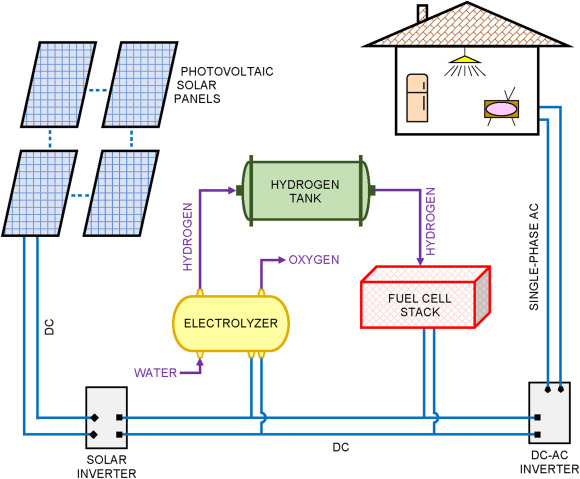 PHOTOVOLTAIC
SOLAR
PANELS
HYDROGEN
TANK
HYDROGEN
HYDROGEN
OXYGEN
SINGLE-PHASE AC
FUEL CELL
STACK
ELECTROLYZER
DC
WATER
DC
SOLAR
INVERTER
DC-AC
INVERTER